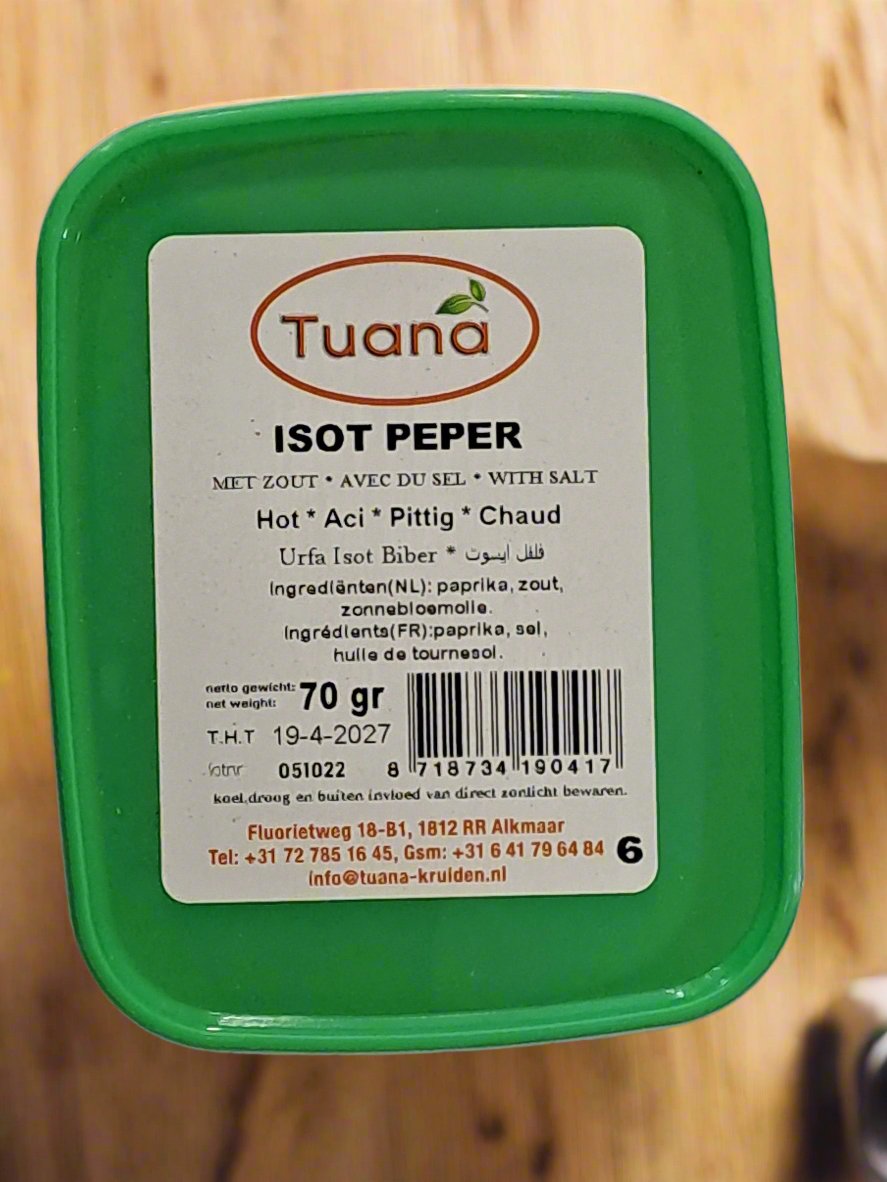 Tuana
ISOT PEPER
MET ZOUT * AVEC DU SEL * WITH SALT
Hot * Aci * Pittig * Chaud
Urfa Isot Biber * فلفل ايسوت
Ingrediënten(NL): paprika, zout,
zonnebloemolie.
Ingrédients(FR):paprika, sel,
huile de tournesol.
netto gewicht: 70 gr
net weight:
T.H.T 19-4-2027
lotnr 051022
8 718734 190417
koel,droog en buiten invloed van direct zonlicht bewaren.
Fluorietweg 18-B1, 1812 RR Alkmaar
Tel: +31 72 785 16 45, Gsm: +31 6 41 79 64 84 6
info@tuana-kruiden.nl